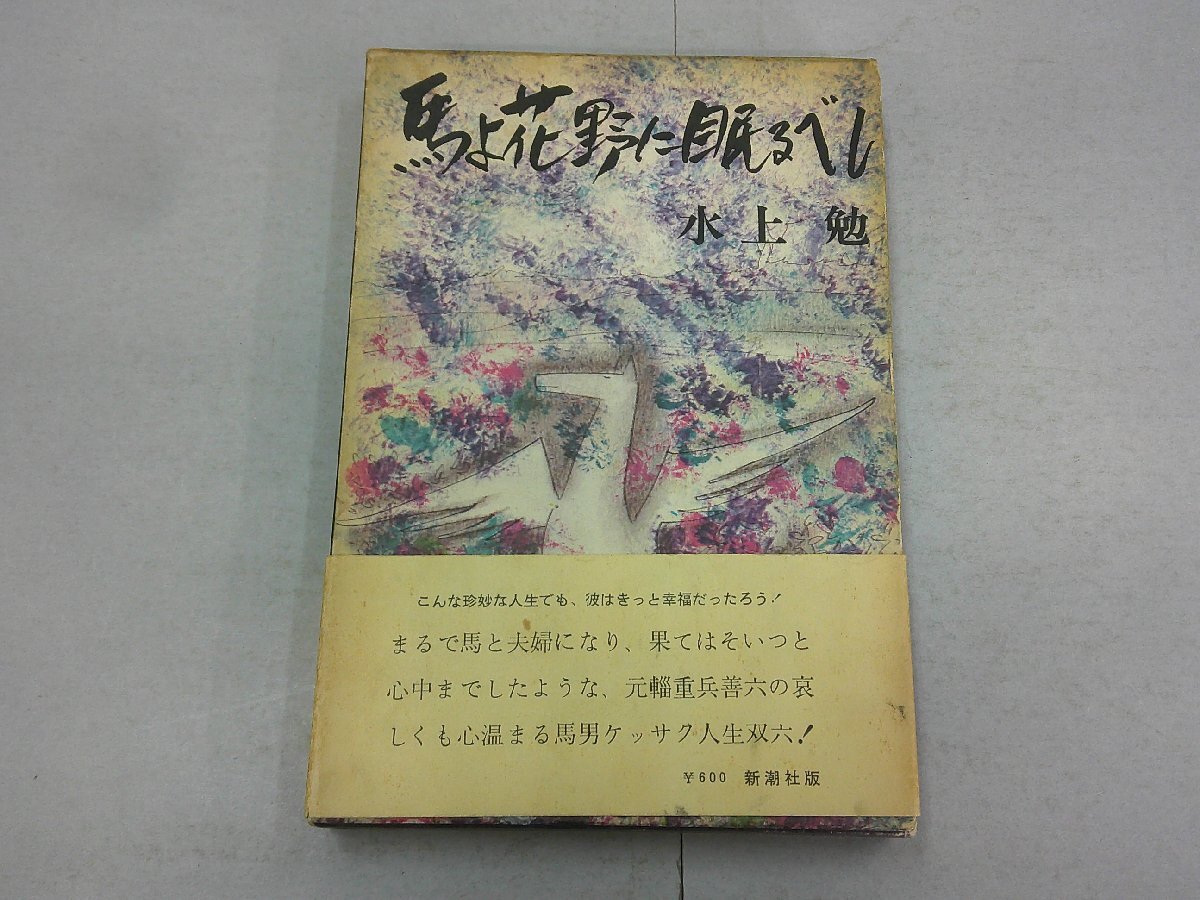 馬よ花野に眠るべし
水上 勉
こんな珍妙な人生でも、彼はきっと幸福だったろう!
まるで馬と夫婦になり、果てはそいつと
心中までしたような、元輜重兵善六の哀
しくも心温まる馬男ケッサク人生双六!
￥600 新潮社版